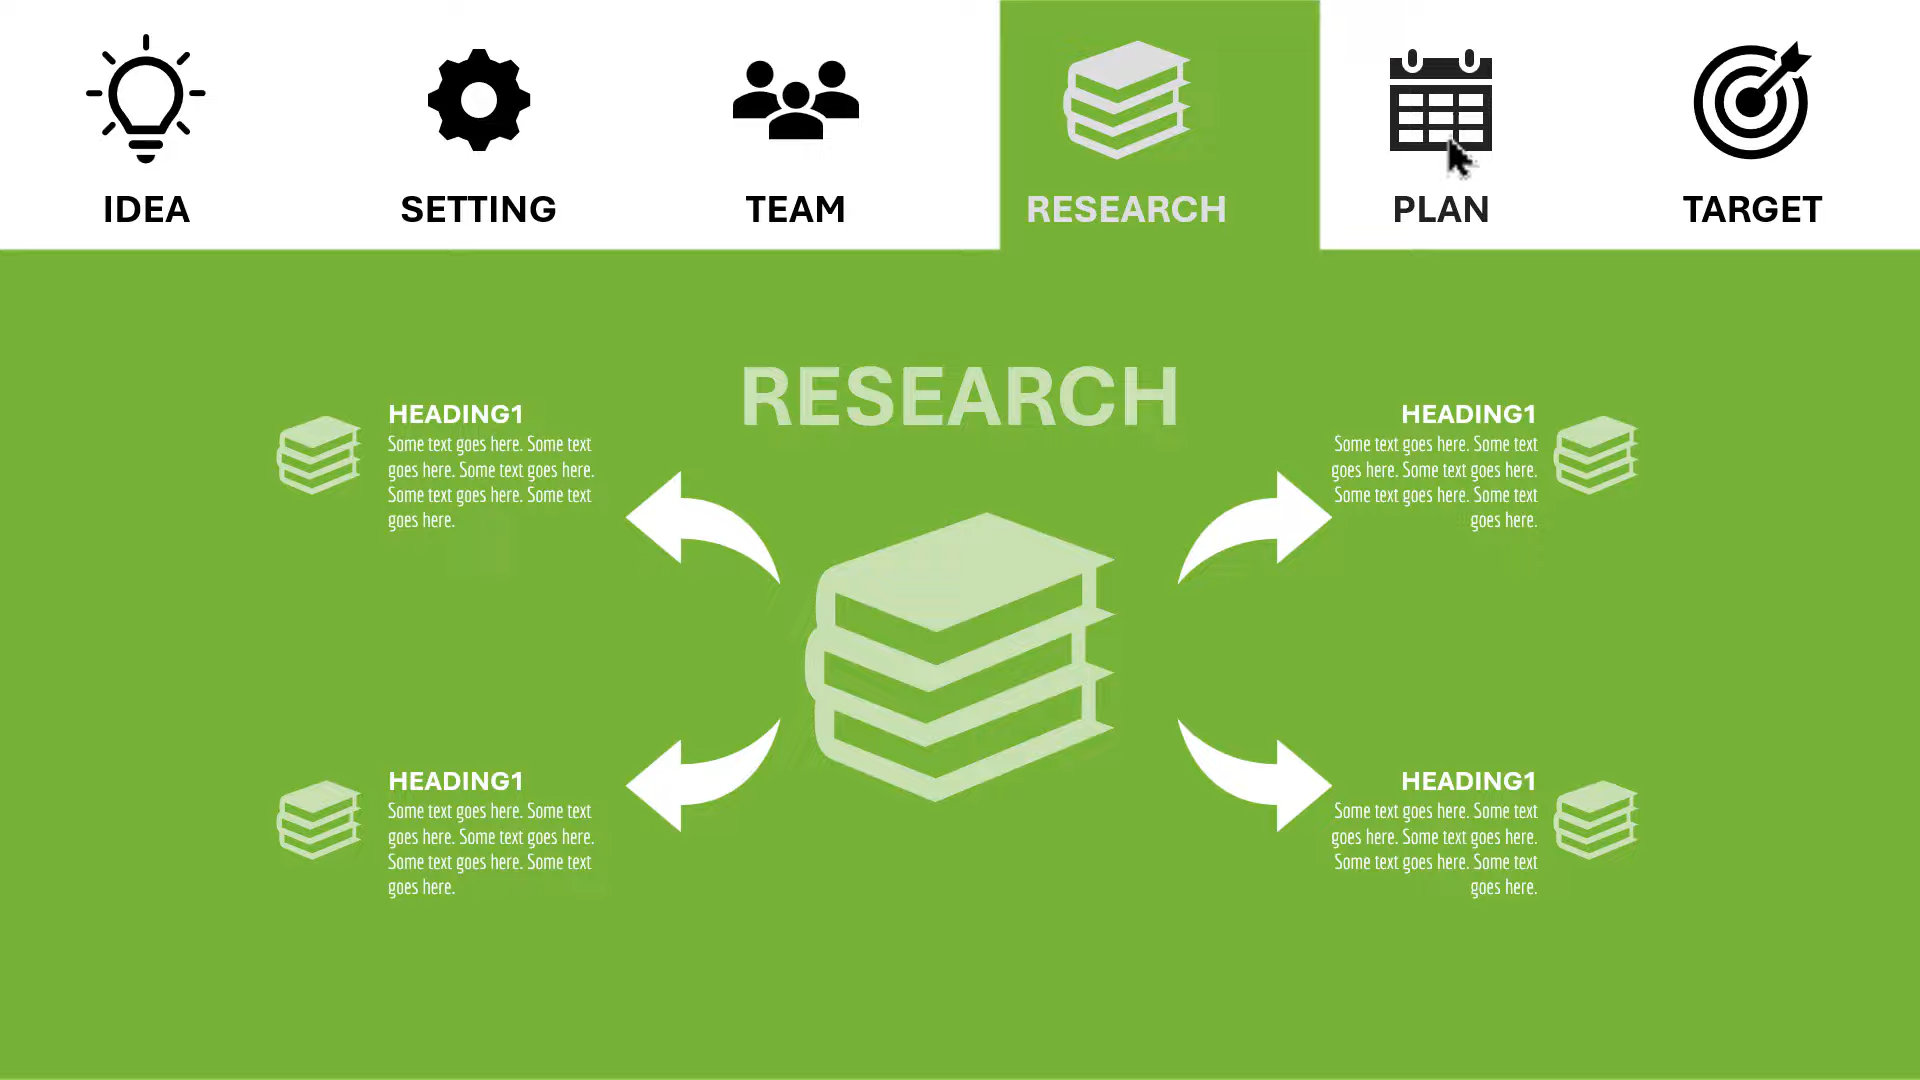 IDEA
SETTING
TEAM
RESEARCH
PLAN
TARGET
RESEARCH
HEADING1
Some text goes here. Some text
goes here. Some text goes here.
Some text goes here. Some text
goes here.
HEADING1
Some text goes here. Some text
goes here. Some text goes here.
Some text goes here. Some text
goes here.
HEADING1
Some text goes here. Some text
goes here. Some text goes here.
Some text goes here. Some text
goes here.
HEADING1
Some text goes here. Some text
goes here. Some text goes here.
Some text goes here. Some text
goes here.